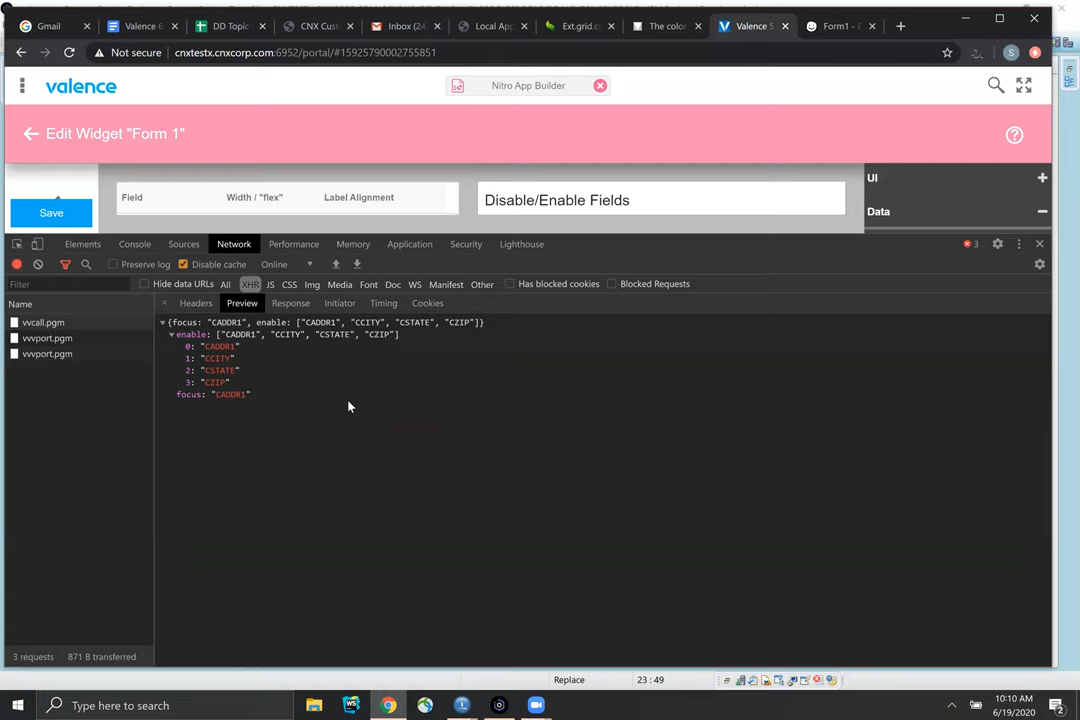 Gmail
Valence 6
DD Topic
CNX Cust
Inbox (24
Local App
Ext.grid.c
The color
Valence 5
Form1 - E
Not secure
cnxtestx.cnxcorp.com:6952/portal/#15925790002755851
S
valence
Nitro App Builder
Edit Widget "Form 1"
Field
Width / "flex"
Label Alignment
Disable/Enable Fields
UI
Save
Data
Elements
Console
Sources
Network
Performance
Memory
Application
Security
Lighthouse
3
Preserve log
Disable cache
Online
Filter
Hide data URLs
All
XHR
JS
CSS
Img
Media
Font
Doc
WS
Manifest
Other
Has blocked cookies
Blocked Requests
Name
Headers
Preview
Response
Initiator
Timing
Cookies
vvcall.pgm
vvvport.pgm
vvvport.pgm
{focus: "CADDR1", enable: ["CADDR1", "CCITY", "CSTATE", "CZIP"]}
enable: ["CADDR1", "CCITY", "CSTATE", "CZIP"]
0: "CADDR1"
1: "CCITY"
2: "CSTATE"
3: "CZIP"
focus: "CADDR1"
3 requests
871 B transferred
Replace
23 : 49
Type here to search
WS
10:10 AM
6/19/2020
2